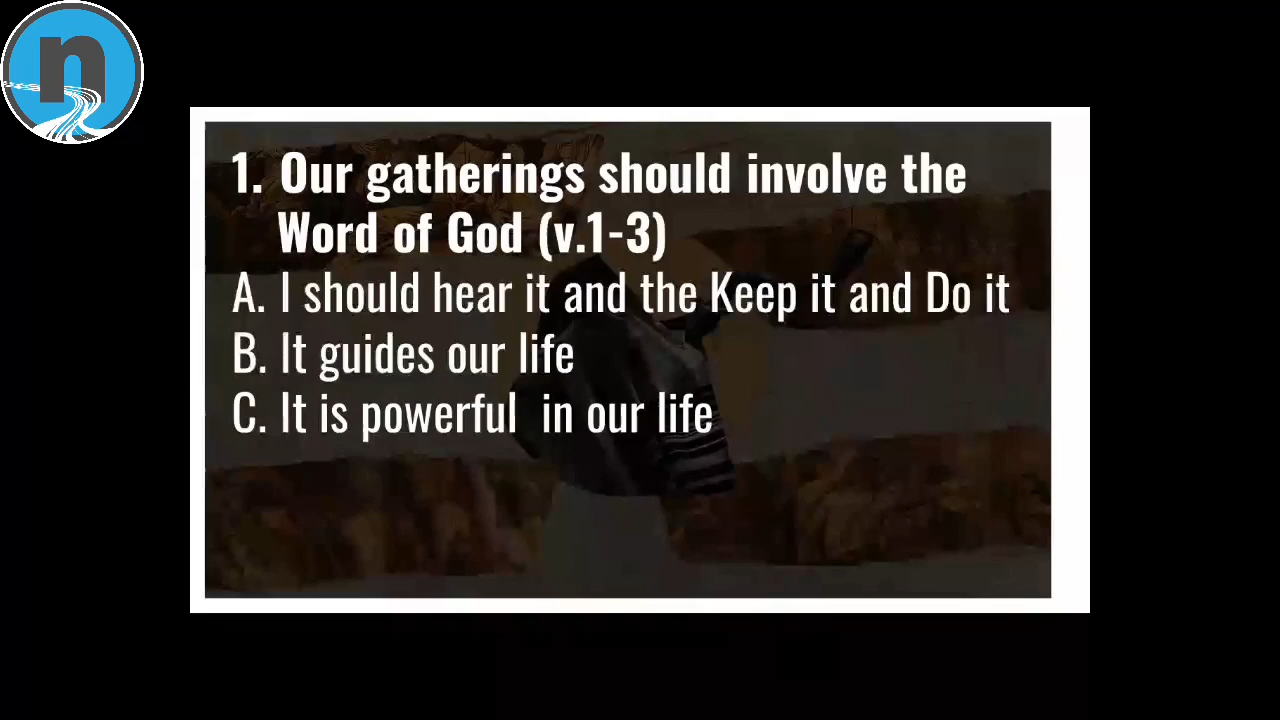 n
1. Our gatherings should involve the
Word of God (v.1-3)
A. I should hear it and the Keep it and Do it
B. It guides our life
C. It is powerful  in our life